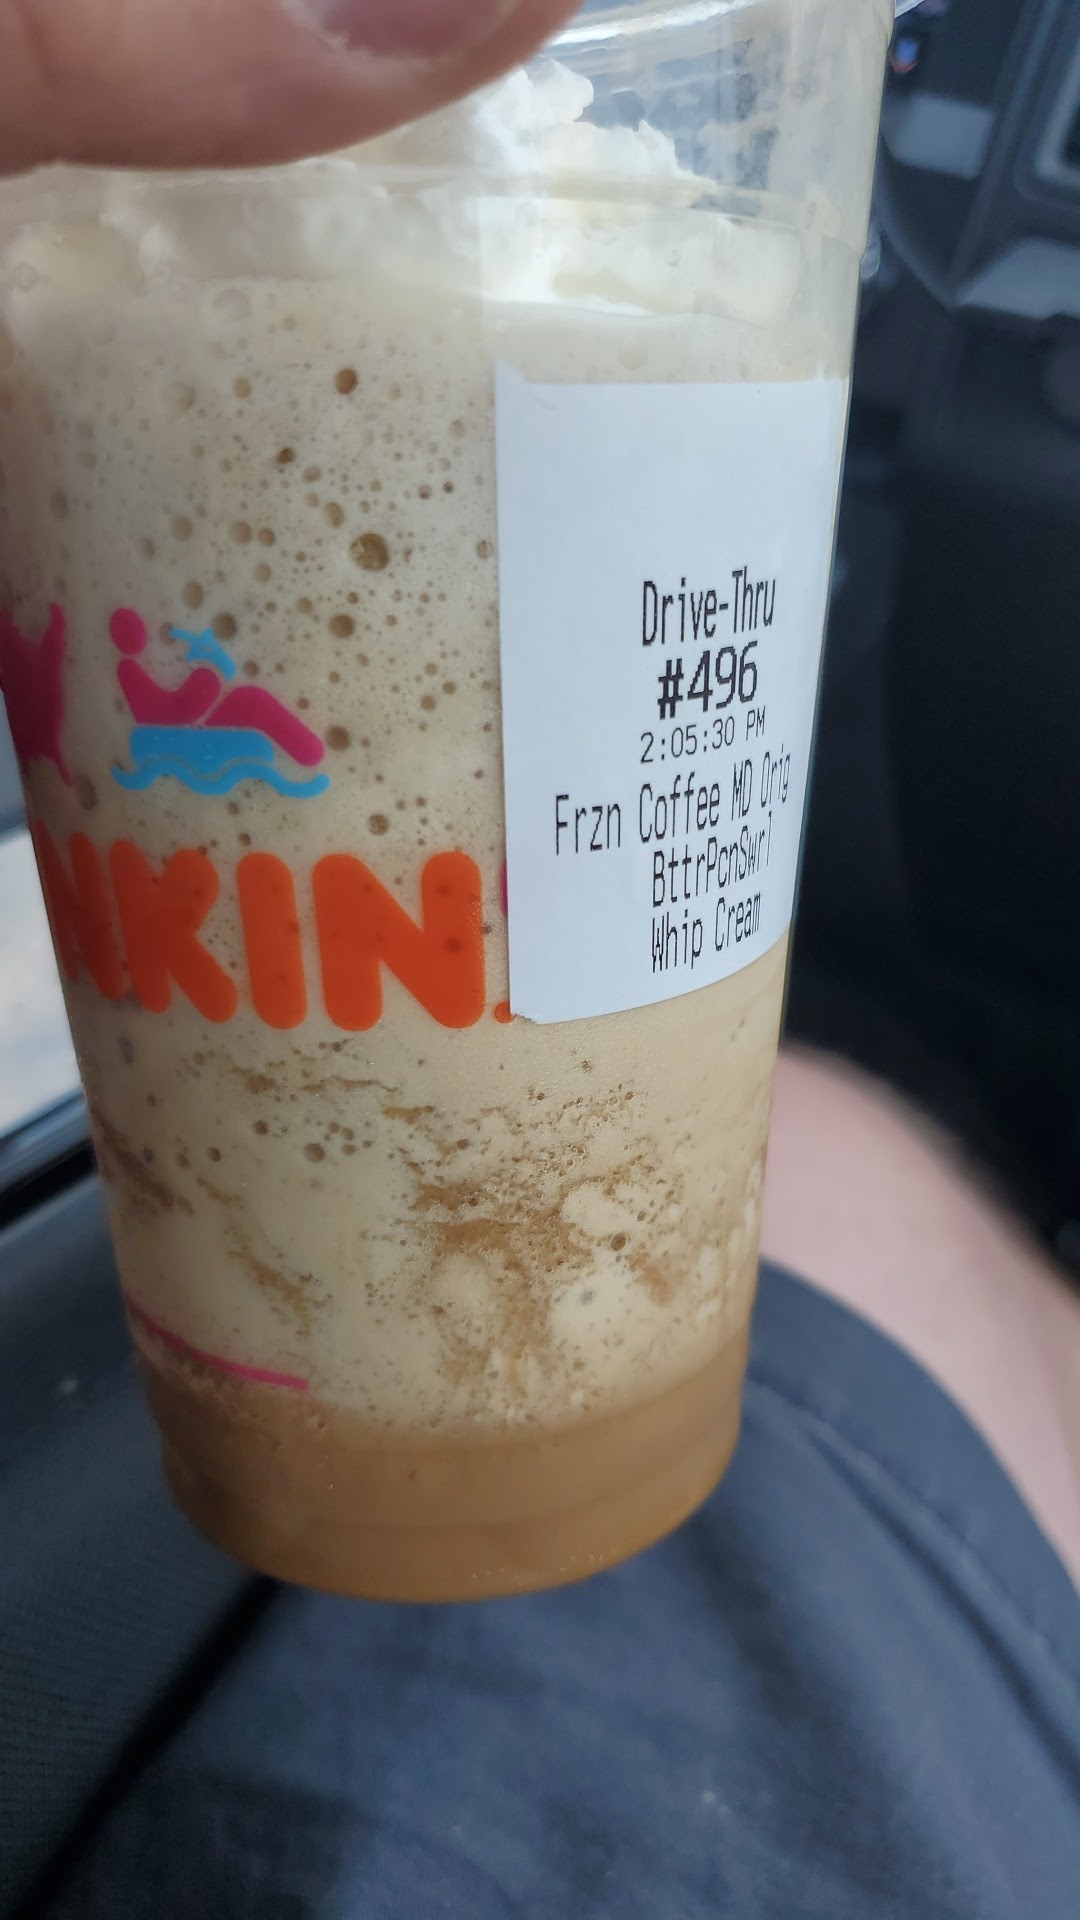 NKIN.
Drive-Thru
#496
2:05:30 PM
Frzn Coffee MD Orig
BttrPcnSwrl
Whip Cream